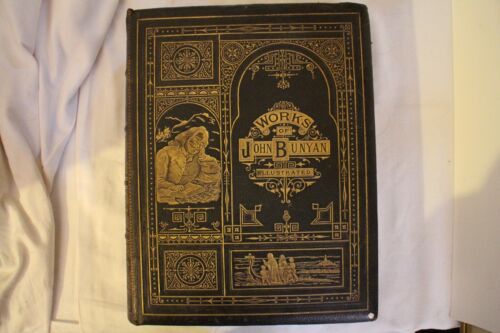 WORKS
OF
JOHN BUNYAN
ILLUSTRATED